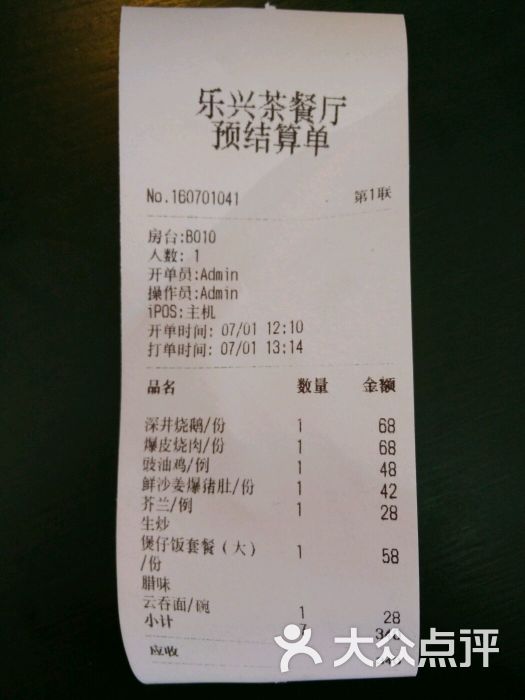 乐兴茶餐厅
预结算单
No.160701041 第1联
房台:B010
人数: 1
开单员:Admin
操作员:Admin
iPOS:主机
开单时间: 07/01 12:10
打单时间: 07/01 13:14
品名 数量 金额
深井烧鹅/份 1 68
爆皮烧肉/份 1 68
豉油鸡/例 1 48
鲜沙姜爆猪肚/份 1 42
芥兰/例 1 28
生炒
煲仔饭套餐（大） 1 58
/份
腊味
云吞面/碗 1 28
小计 7
应收
大众点评